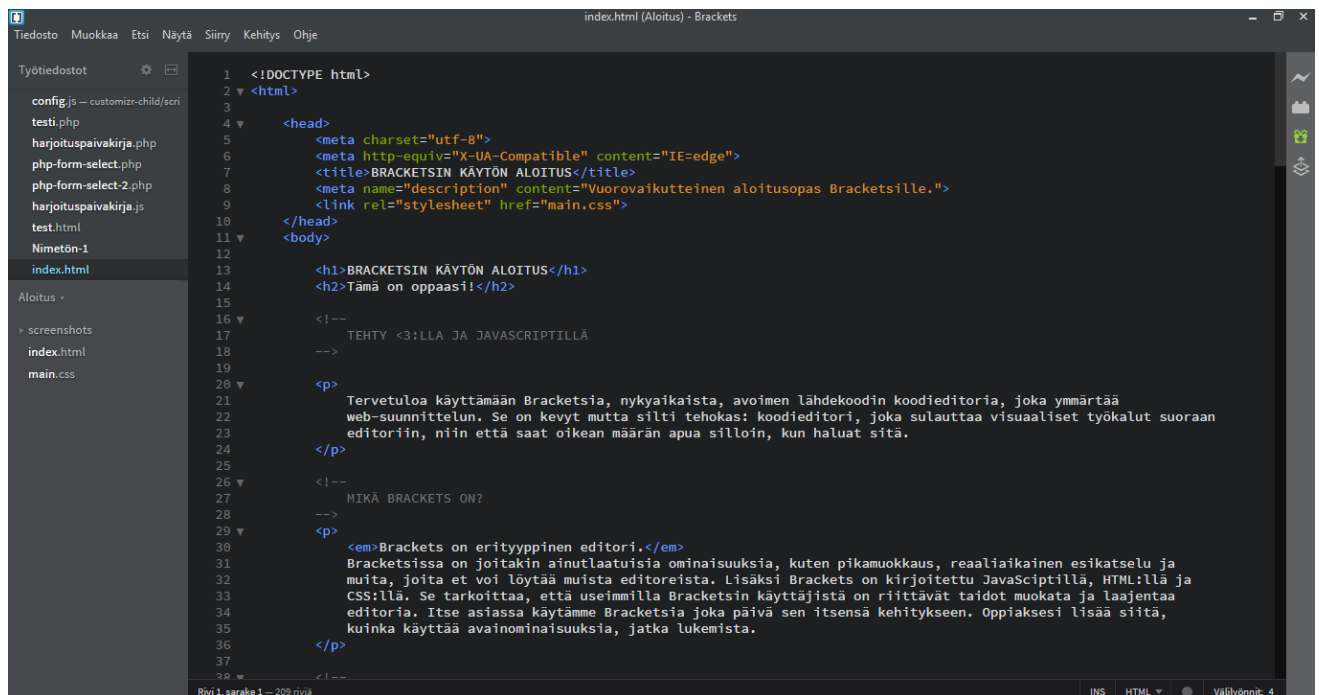 index.html (Aloitus) - Brackets
Tiedosto Muokkaa Etsi Näytä Siirry Kehitys Ohje
Työtiedostot
config.js — customizr-child/scri
testi.php
harjoituspaivakirja.php
php-form-select.php
php-form-select-2.php
harjoituspaivakirja.js
test.html
Nimetön-1
index.html
Aloitus
screenshots
index.html
main.css
1 <!DOCTYPE html>
2 <html>
3
4 <head>
5 <meta charset="utf-8">
6 <meta http-equiv="X-UA-Compatible" content="IE=edge">
7 <title>BRACKETSIN KÄYTÖN ALOITUS</title>
8 <meta name="description" content="Vuorovaikutteinen aloitusopas Bracketsille.">
9 <link rel="stylesheet" href="main.css">
10 </head>
11 <body>
12
13 <h1>BRACKETSIN KÄYTÖN ALOITUS</h1>
14 <h2>Tämä on oppaasi!</h2>
15
16 <!--
17 TEHTY <3:LLA JA JAVASCRIPTILLÄ
18 -->
19
20 <p>
21 Tervetuloa käyttämään Bracketsia, nykyaikaista, avoimen lähdekoodin koodieditoria, joka ymmärtää
22 web-suunnittelun. Se on kevyt mutta silti tehokas: koodieditori, joka sulauttaa visuaaliset työkalut suoraan
23 editoriin, niin että saat oikean määrän apua silloin, kun haluat sitä.
24 </p>
25
26 <!--
27 MIKÄ BRACKETS ON?
28 -->
29 <p>
30 <em>Brackets on erityyppinen editori.</em>
31 Bracketsissa on joitakin ainutlaatuisia ominaisuuksia, kuten pikamuokkaus, reaaliaikainen esikatselu ja
32 muita, joita et voi löytää muista editoreista. Lisäksi Brackets on kirjoitettu JavaSciptillä, HTML:llä ja
33 CSS:llä. Se tarkoittaa, että useimmilla Bracketsin käyttäjistä on riittävät taidot muokata ja laajentaa
34 editoria. Itse asiassa käytämme Bracketsia joka päivä sen itsensä kehitykseen. Oppiaksesi lisää siitä,
35 kuinka käyttää avainominaisuuksia, jatka lukemista.
36 </p>
37
38 <!--
Rivi 1, sarake 1 — 209 riviä
INS HTML Välilyönnit: 4